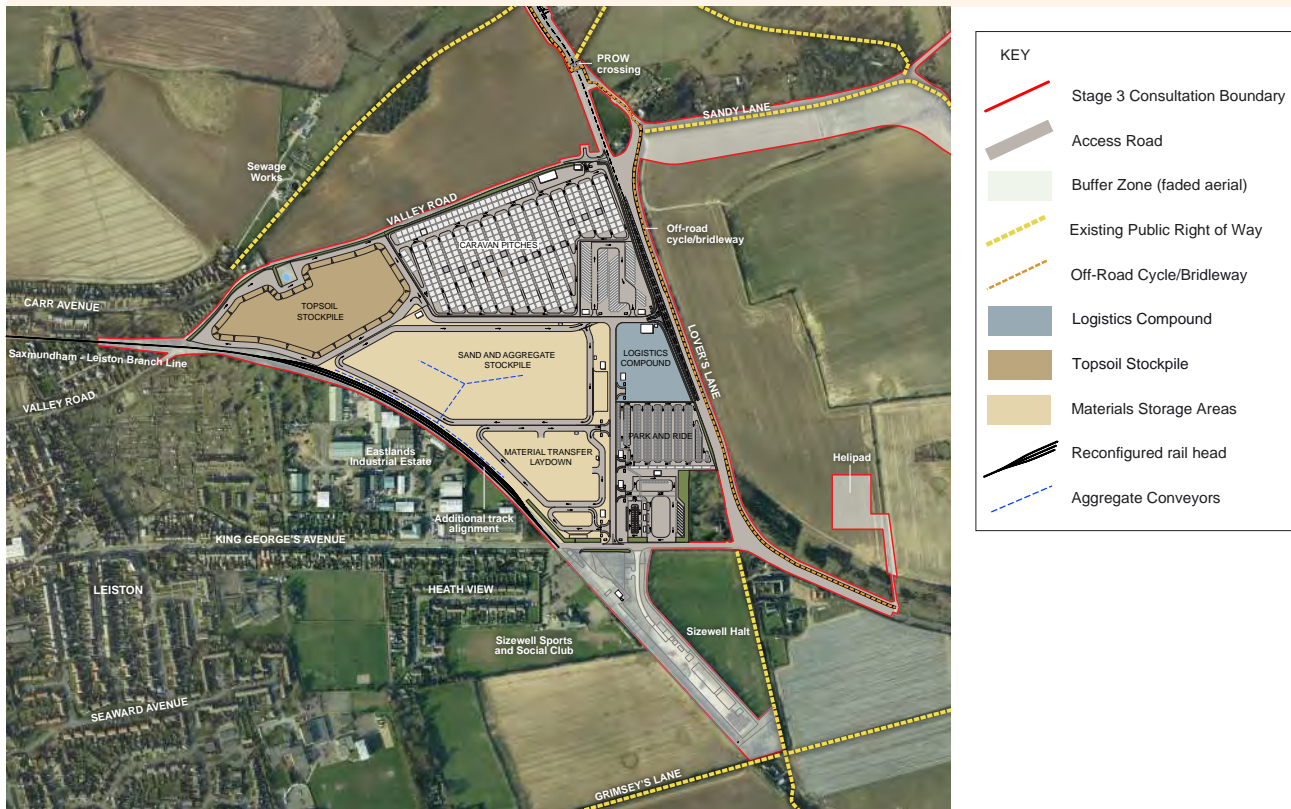 PROW
crossing
SANDY LANE
Sewage
Works
VALLEY ROAD
Off-road
cycle/bridleway
CARAVAN PITCHES
CARR AVENUE
TOPSOIL
STOCKPILE
LOVER'S LANE
Saxmundham - Leiston Branch Line
SAND AND AGGREGATE
STOCKPILE
LOGISTICS
COMPOUND
VALLEY ROAD
PARK AND RIDE
Eastlands
Industrial Estate
MATERIAL TRANSFER
LAYDOWN
Helipad
Additional track
alignment
KING GEORGE'S AVENUE
LEISTON
HEATH VIEW
Sizewell Halt
Sizewell Sports
and Social Club
SEAWARD AVENUE
GRIMSEY'S LANE
KEY
Stage 3 Consultation Boundary
Access Road
Buffer Zone (faded aerial)
Existing Public Right of Way
Off-Road Cycle/Bridleway
Logistics Compound
Topsoil Stockpile
Materials Storage Areas
Reconfigured rail head
Aggregate Conveyors